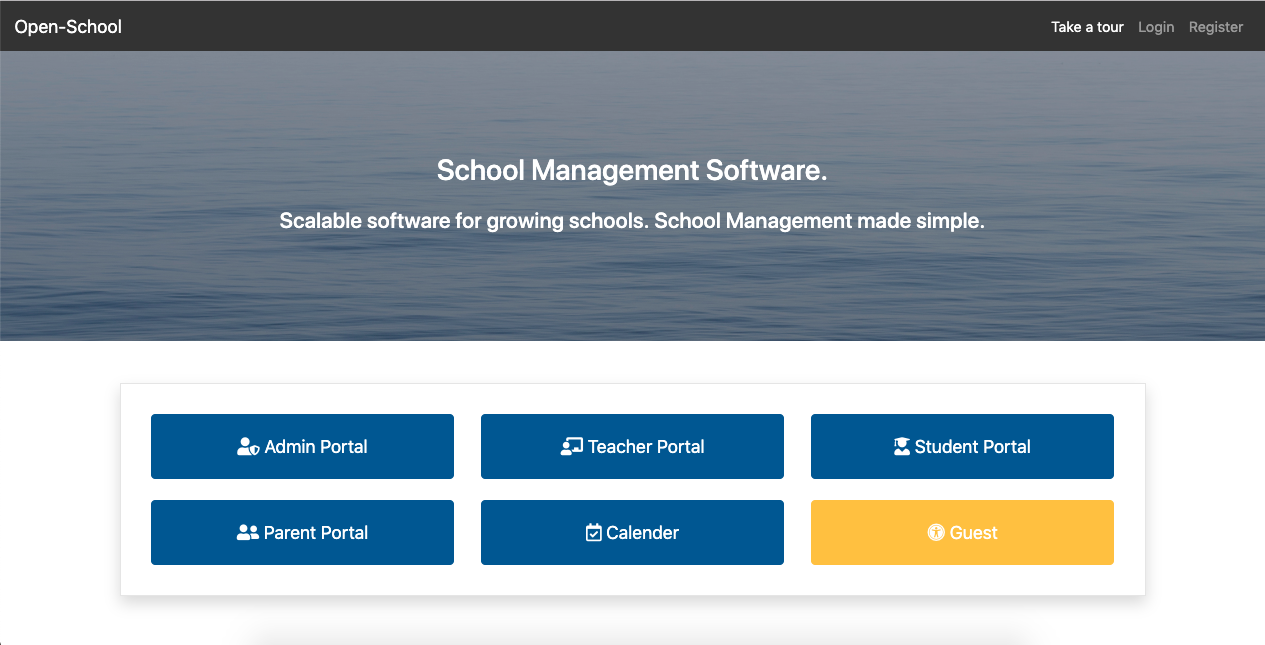 Open-School
Take a tour Login Register
School Management Software.
Scalable software for growing schools. School Management made simple.
Admin Portal
Teacher Portal
Student Portal
Parent Portal
Calender
Guest